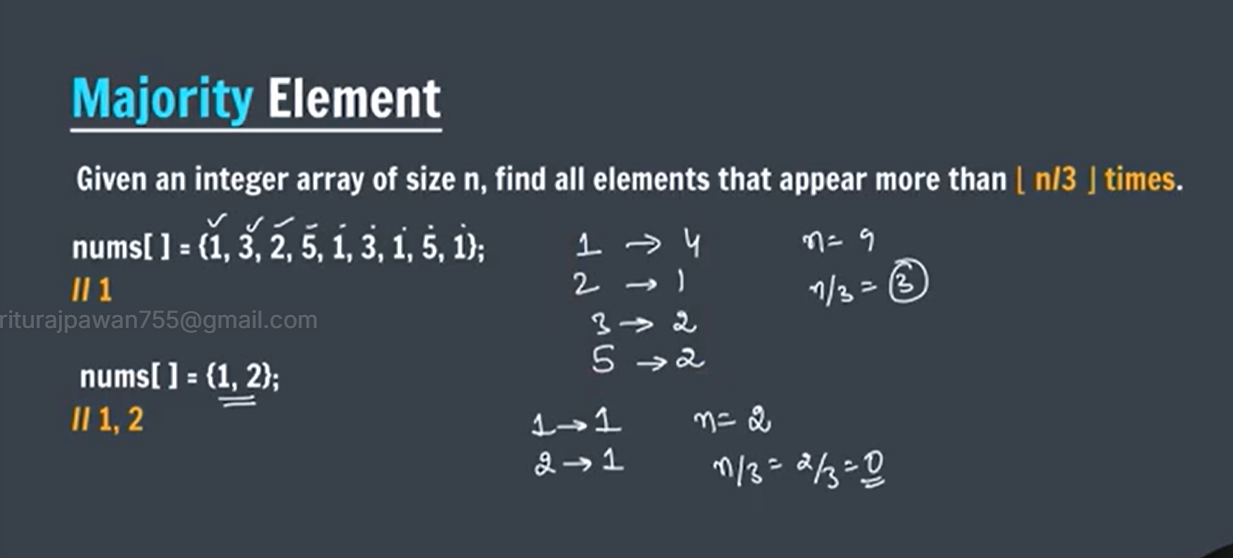 Majority Element
Given an integer array of size n, find all elements that appear more than ⌊ n/3 ⌋ times.
nums[ ] = {1, 3, 2, 5, 1, 3, 1, 5, 1};
// 1
riturajpawan755@gmail.com
nums[ ] = {1, 2};
// 1, 2
1 → 4
2 → 1
3 → 2
5 → 2
n = 9
n/3 = 3
1 → 1
2 → 1
n = 2
n/3 = 2/3 = 0